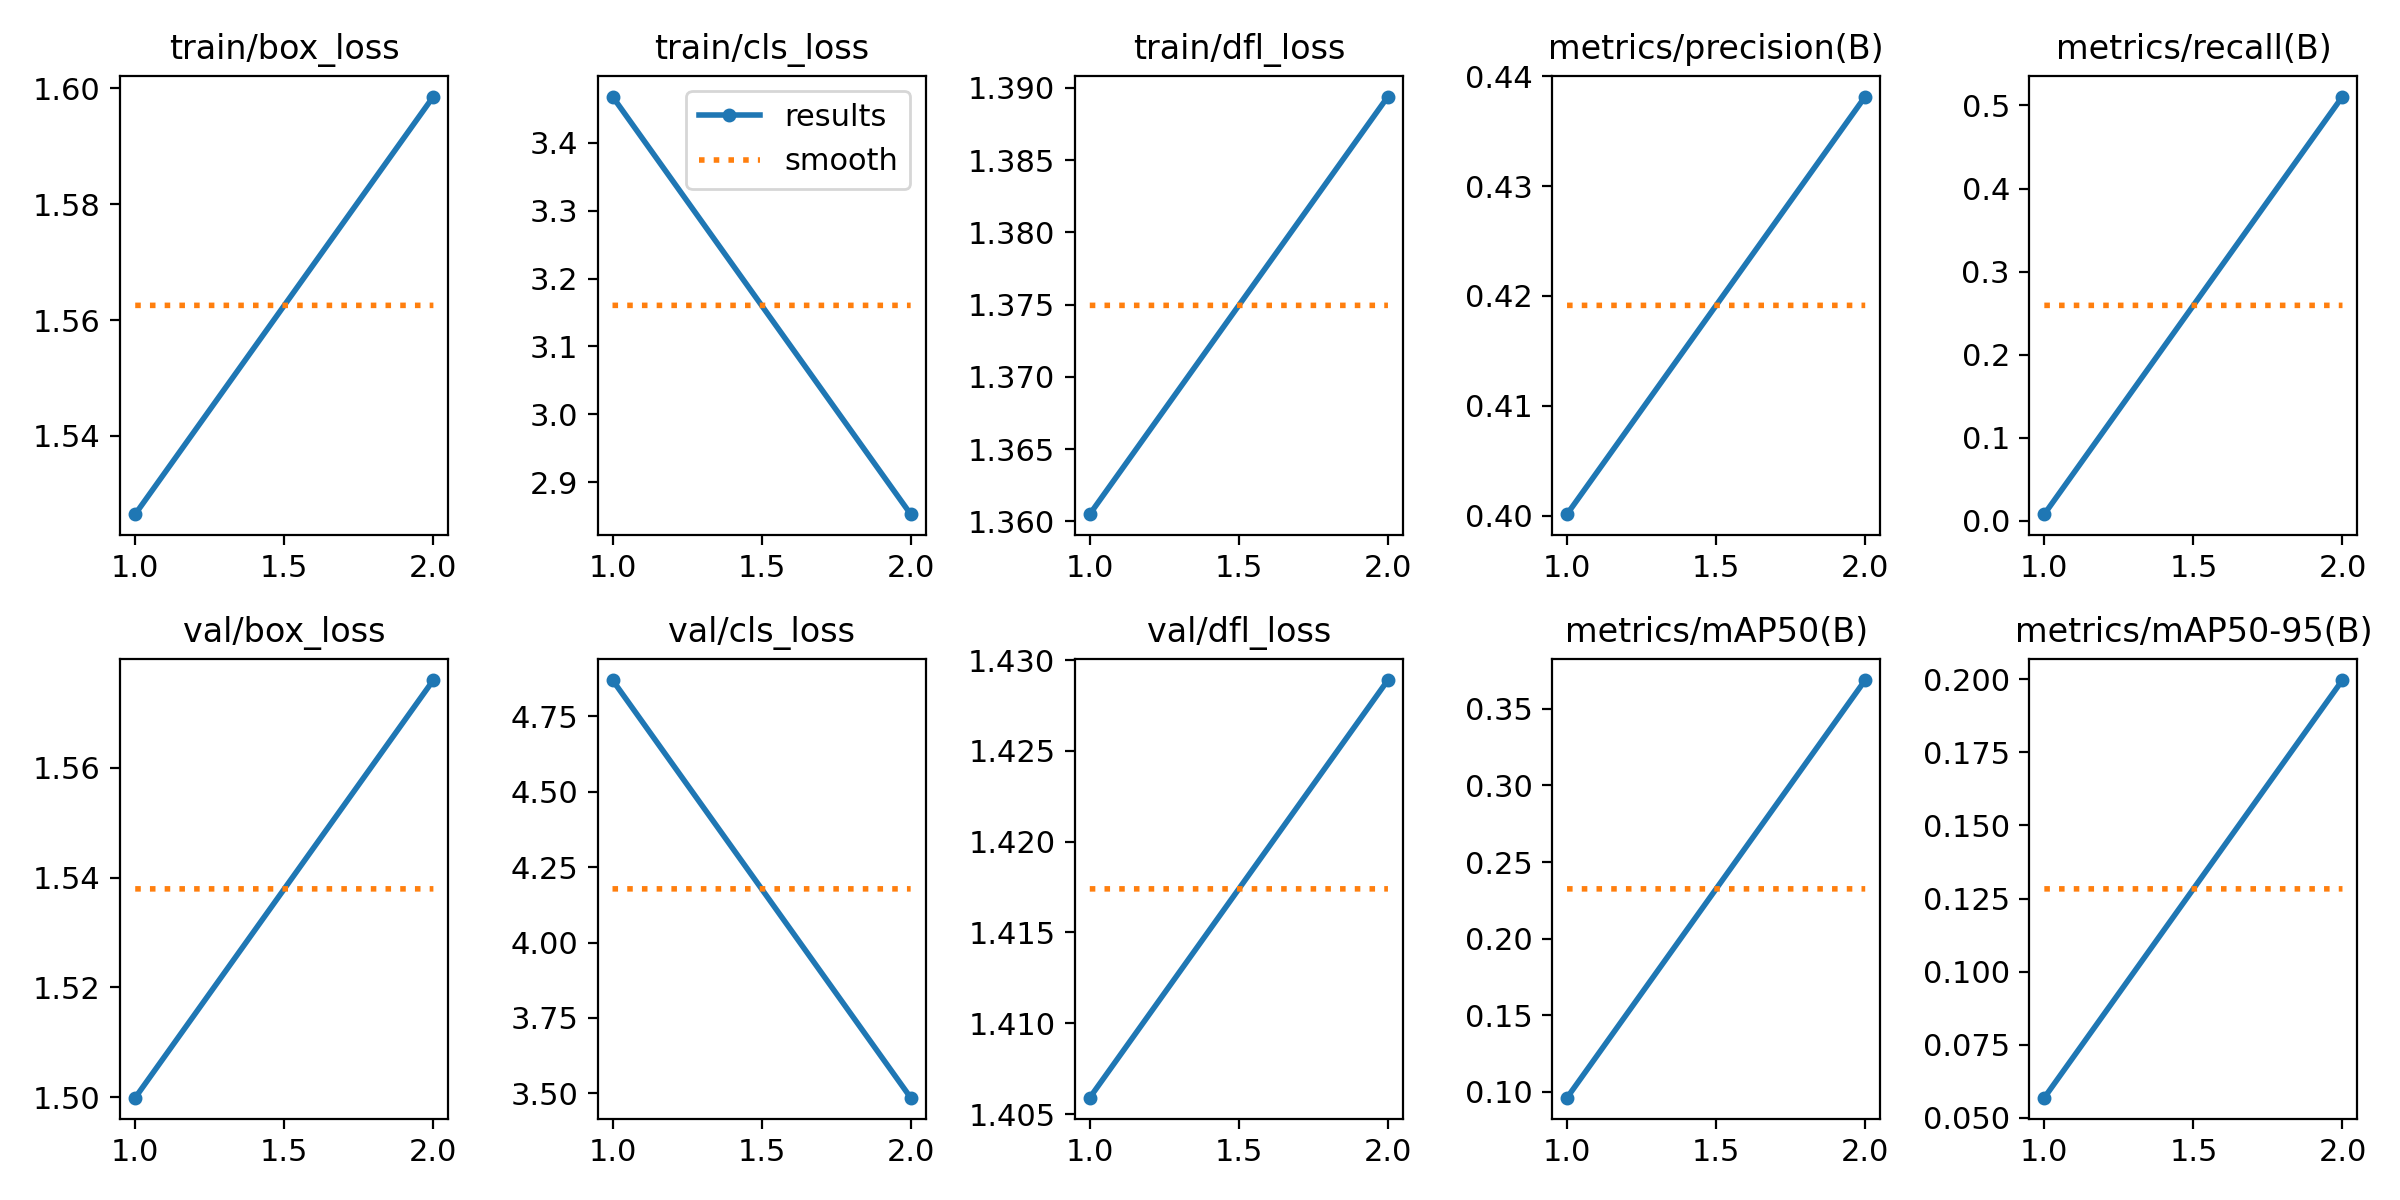 train/box_loss
train/cls_loss
train/dfl_loss
metrics/precision(B)
metrics/recall(B)
1.60
1.58
1.56
1.54
1.0 1.5 2.0
results
smooth
3.4
3.3
3.2
3.1
3.0
2.9
1.0 1.5 2.0
1.390
1.385
1.380
1.375
1.370
1.365
1.360
1.0 1.5 2.0
0.44
0.43
0.42
0.41
0.40
1.0 1.5 2.0
0.5
0.4
0.3
0.2
0.1
0.0
1.0 1.5 2.0
val/box_loss
val/cls_loss
val/dfl_loss
metrics/mAP50(B)
metrics/mAP50-95(B)
1.56
1.54
1.52
1.50
1.0 1.5 2.0
4.75
4.50
4.25
4.00
3.75
3.50
1.0 1.5 2.0
1.430
1.425
1.420
1.415
1.410
1.405
1.0 1.5 2.0
0.35
0.30
0.25
0.20
0.15
0.10
1.0 1.5 2.0
0.200
0.175
0.150
0.125
0.100
0.075
0.050
1.0 1.5 2.0